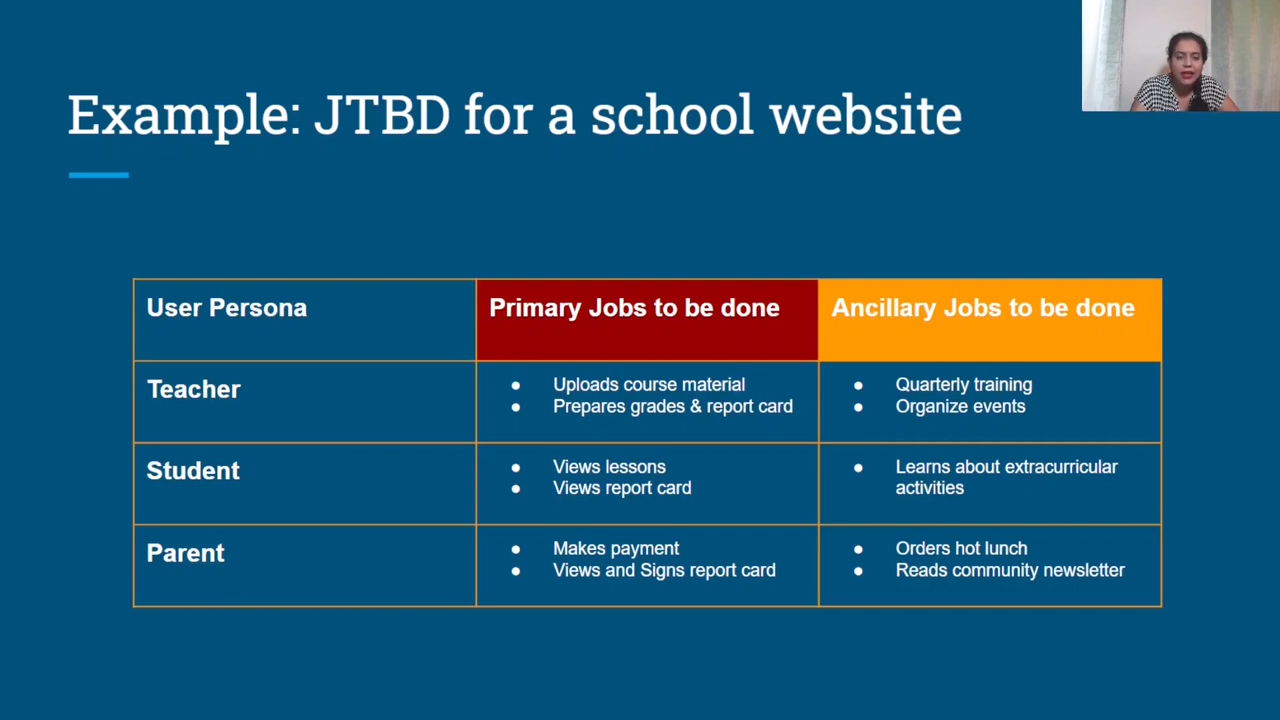 Example: JTBD for a school website
User Persona
Primary Jobs to be done
Ancillary Jobs to be done
Teacher
● Uploads course material
● Prepares grades & report card
● Quarterly training
● Organize events
Student
● Views lessons
● Views report card
● Learns about extracurricular
activities
Parent
● Makes payment
● Views and Signs report card
● Orders hot lunch
● Reads community newsletter